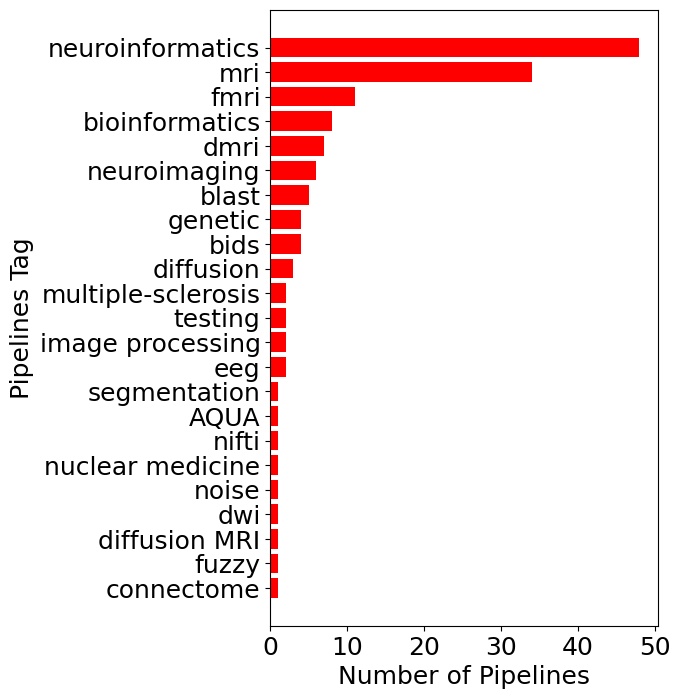 neuroinformatics
mri
fmri
bioinformatics
dmri
neuroimaging
blast
genetic
bids
diffusion
multiple-sclerosis
testing
image processing
eeg
segmentation
AQUA
nifti
nuclear medicine
noise
dwi
diffusion MRI
fuzzy
connectome
Pipelines Tag
0 10 20 30 40 50
Number of Pipelines